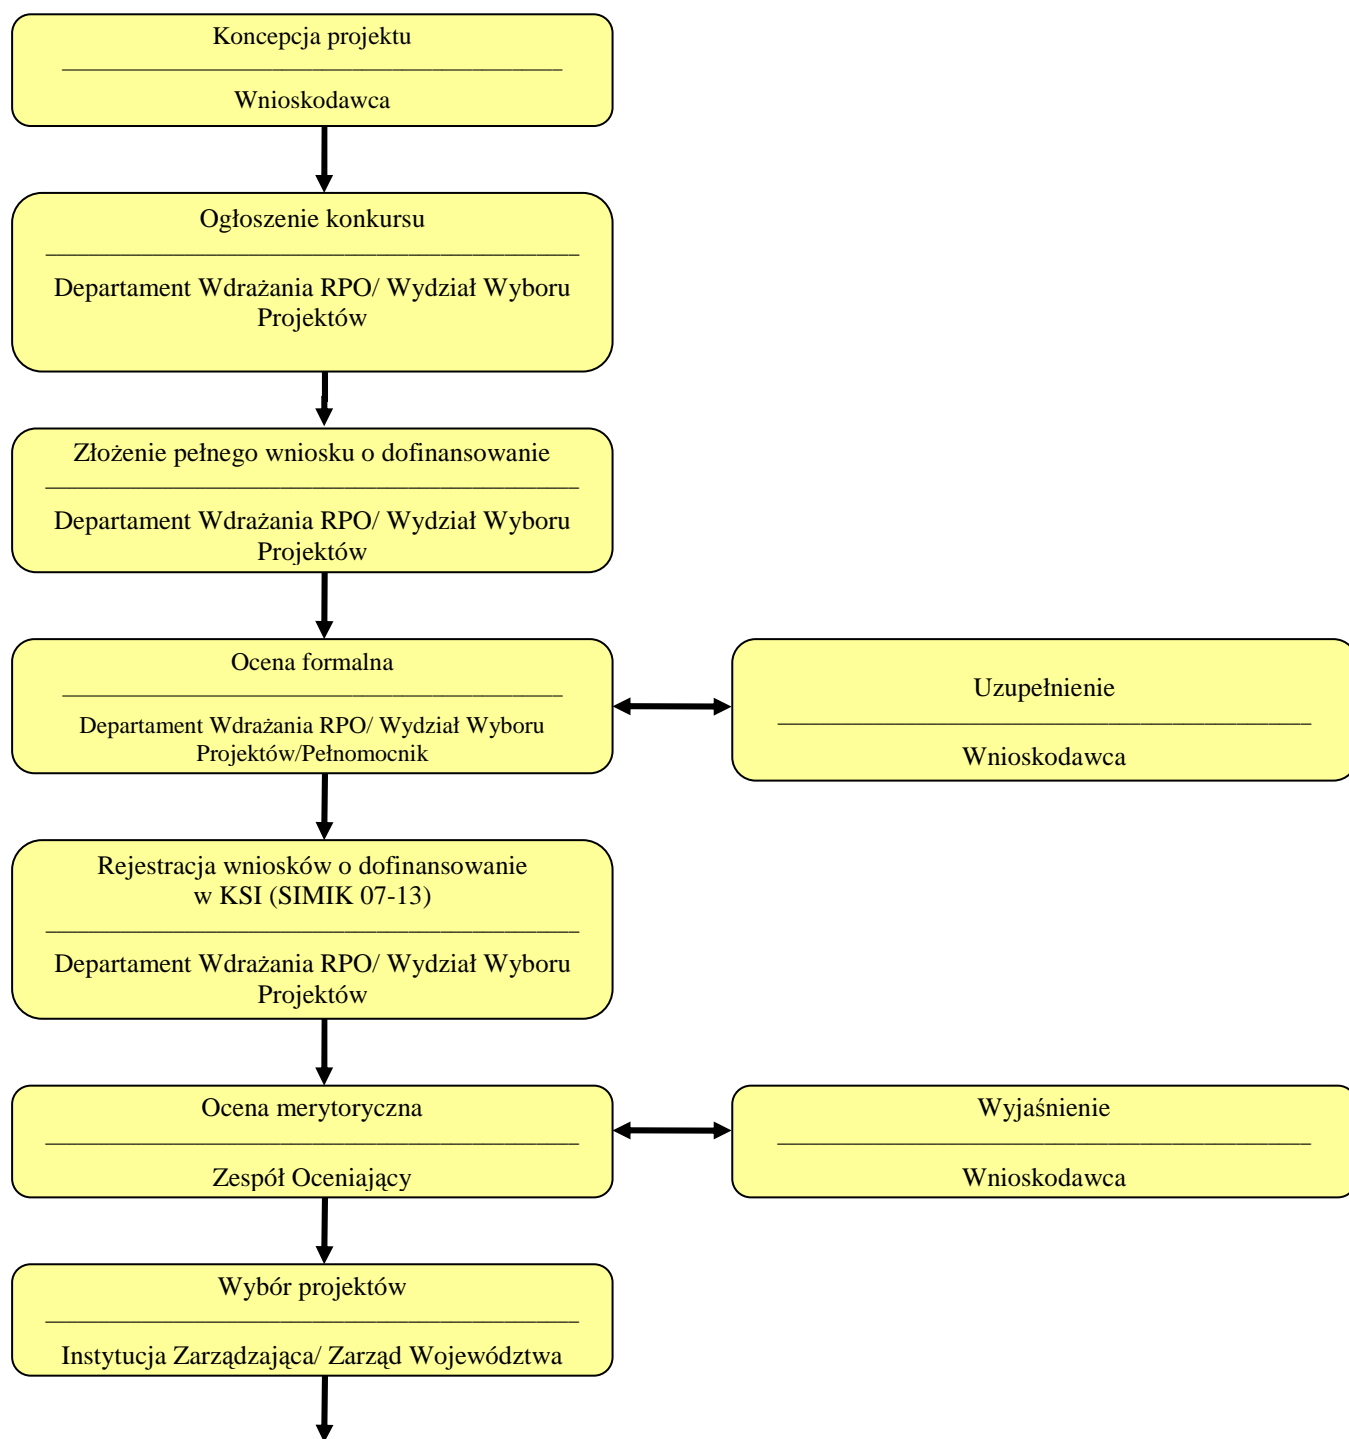 Koncepcja projektu
Wnioskodawca
Ogłoszenie konkursu
Departament Wdrażania RPO/ Wydział Wyboru
Projektów
Złożenie pełnego wniosku o dofinansowanie
Departament Wdrażania RPO/ Wydział Wyboru
Projektów
Ocena formalna
Departament Wdrażania RPO/ Wydział Wyboru
Projektów/Pełnomocnik
Uzupełnienie
Wnioskodawca
Rejestracja wniosków o dofinansowanie
w KSI (SIMIK 07-13)
Departament Wdrażania RPO/ Wydział Wyboru
Projektów
Ocena merytoryczna
Zespół Oceniający
Wyjaśnienie
Wnioskodawca
Wybór projektów
Instytucja Zarządzająca/ Zarząd Województwa